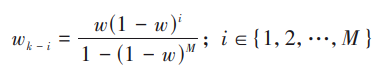 w_{k-i} = \frac{w(1-w)^{i}}{1-(1-w)^{M}} ; i ∈ {1, 2, ⋯, M}